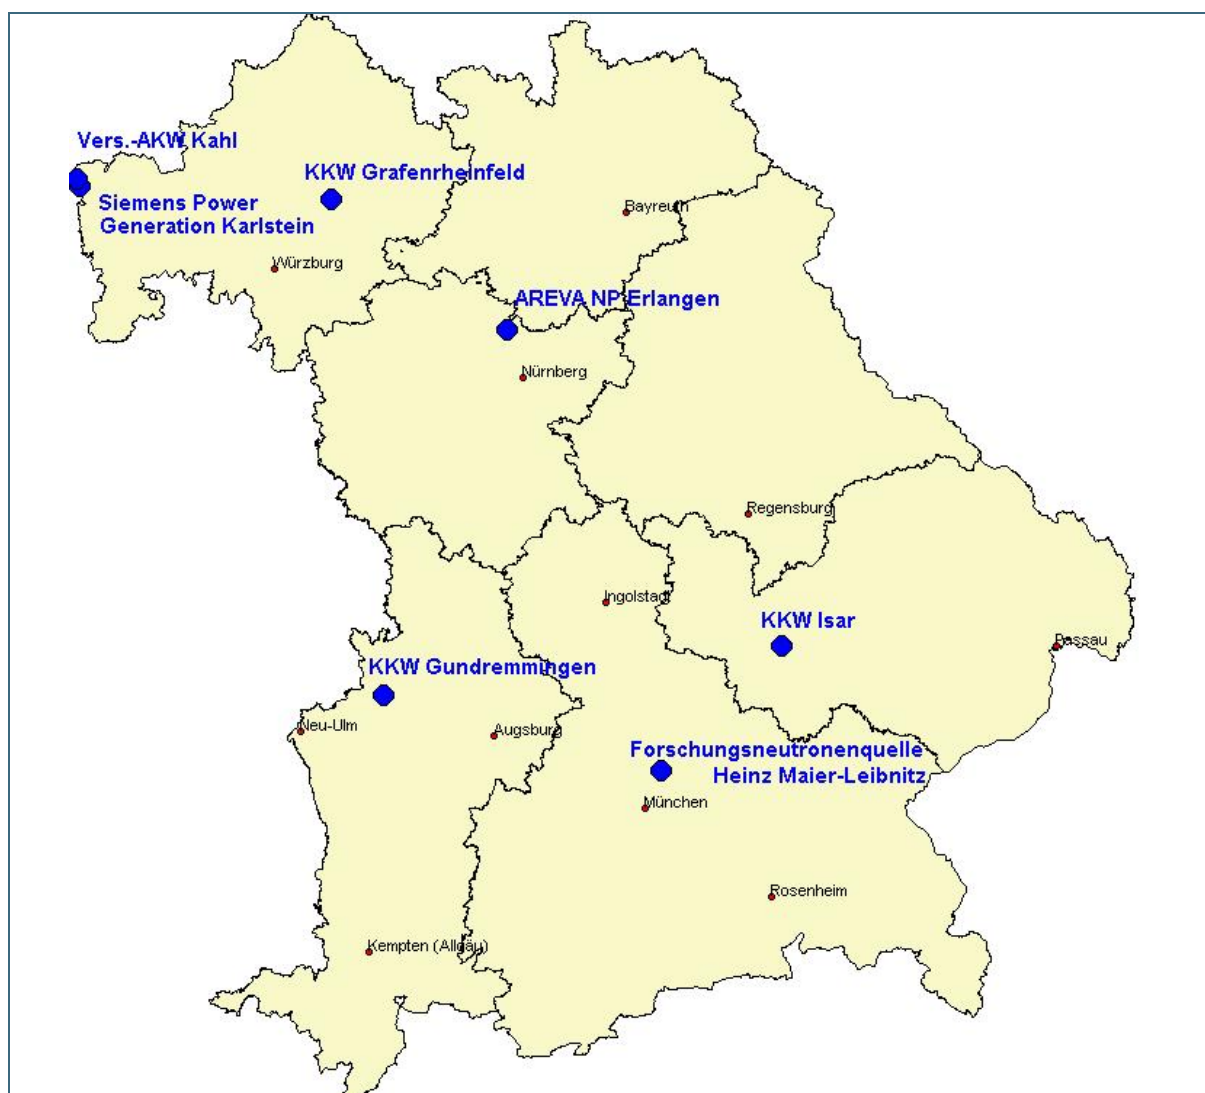 Vers.-AKW Kahl
KKW Grafenrheinfeld
Siemens Power
Generation Karlstein
Bayreuth
Würzburg
AREVA NP Erlangen
Nürnberg
Regensburg
Ingolstadt
KKW Isar
Passau
KKW Gundremmingen
Neu-Ulm
Augsburg
Forschungsneutronenquelle
Heinz Maier-Leibnitz
München
Rosenheim
Kempten (Allgäu)